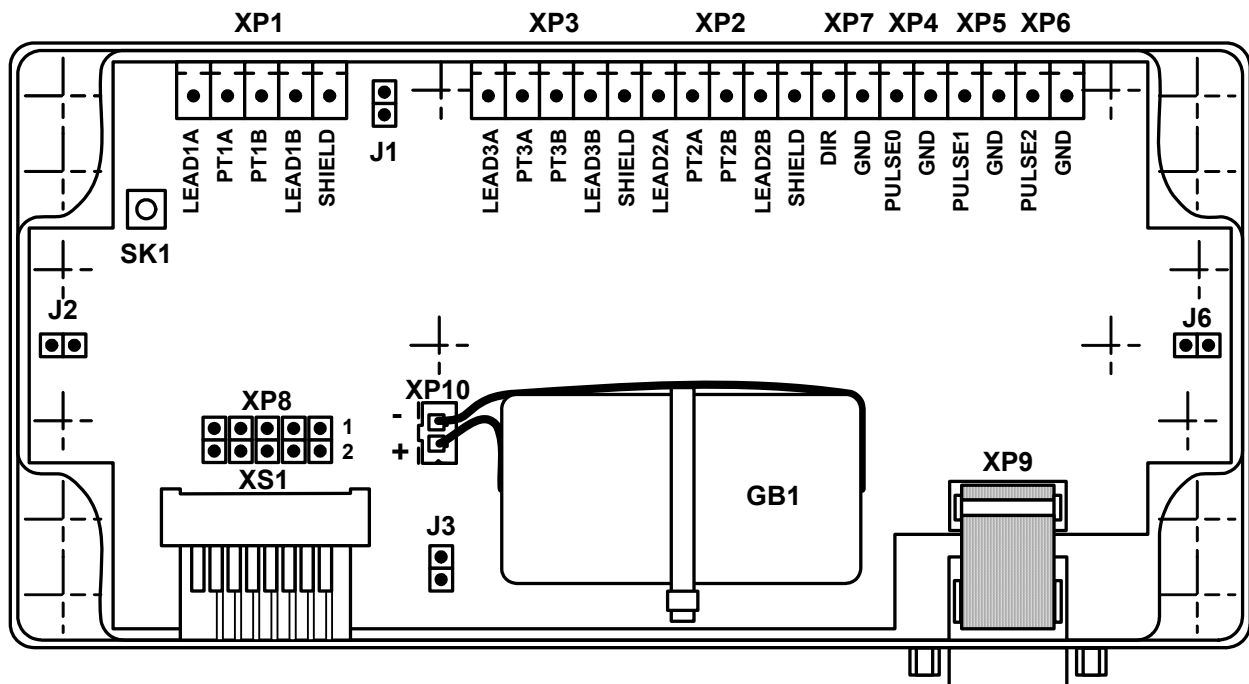 XP1
XP3
XP2
XP7
XP4
XP5
XP6
LEAD1A
PT1A
PT1B
LEAD1B
SHIELD
J1
LEAD3A
PT3A
PT3B
LEAD3B
SHIELD
LEAD2A
PT2A
PT2B
LEAD2B
SHIELD
DIR
GND
PULSE0
GND
PULSE1
GND
PULSE2
GND
SK1
J2
J6
XP10
-
+
XP8
1
2
XS1
J3
GB1
XP9